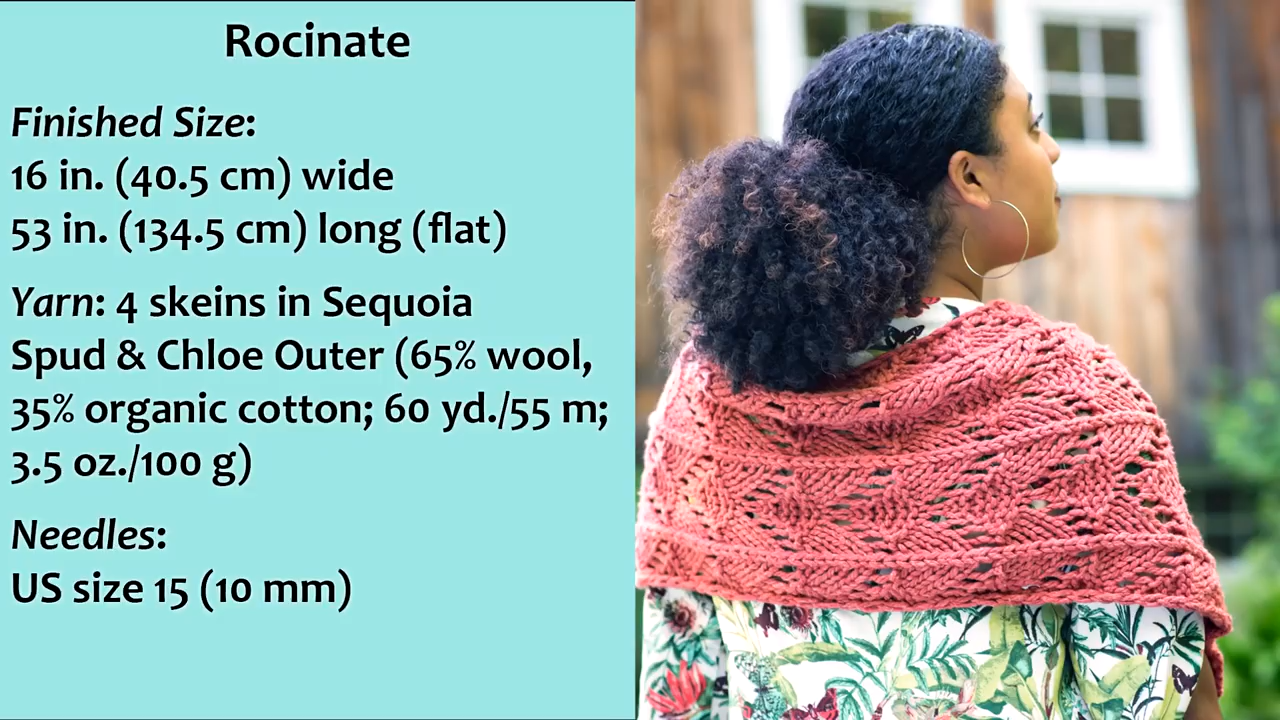 Rocinate
Finished Size:
16 in. (40.5 cm) wide
53 in. (134.5 cm) long (flat)
Yarn: 4 skeins in Sequoia
Spud & Chloe Outer (65% wool,
35% organic cotton; 60 yd./55 m;
3.5 oz./100 g)
Needles:
US size 15 (10 mm)